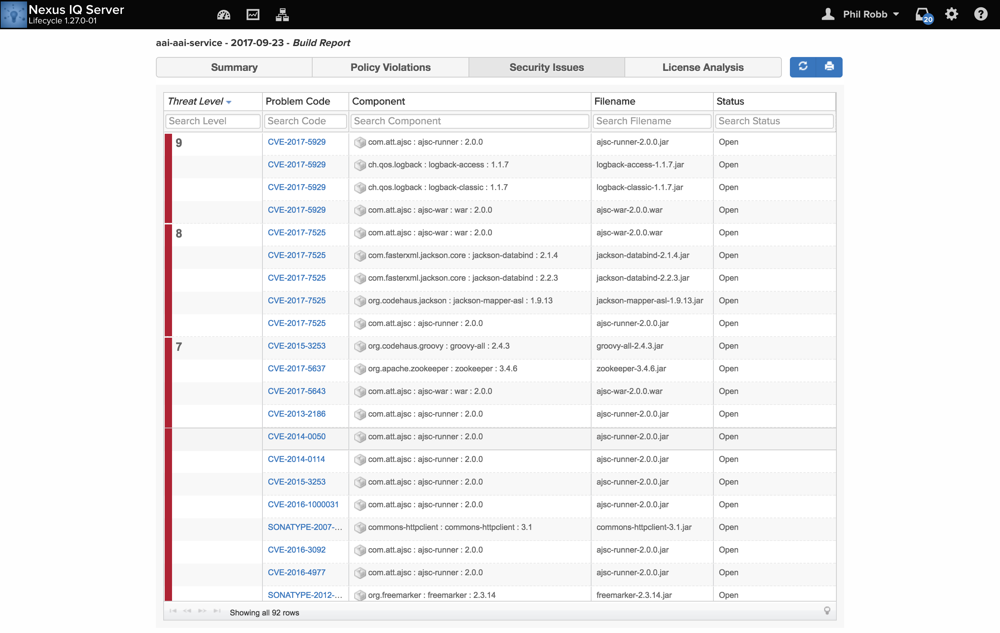 Nexus IQ Server
Lifecycle 1.27.0-01
Phil Robb
20
?
aai-aai-service - 2017-09-23 - Build Report
Summary Policy Violations Security Issues License Analysis
Threat Level Problem Code Component Filename Status
Search Level Search Code Search Component Search Filename Search Status
9 CVE-2017-5929 com.att.ajsc : ajsc-runner : 2.0.0 ajsc-runner-2.0.0.jar Open
CVE-2017-5929 ch.qos.logback : logback-access : 1.1.7 logback-access-1.1.7.jar Open
CVE-2017-5929 ch.qos.logback : logback-classic : 1.1.7 logback-classic-1.1.7.jar Open
CVE-2017-5929 com.att.ajsc : ajsc-war : war : 2.0.0 ajsc-war-2.0.0.war Open
8 CVE-2017-7525 com.att.ajsc : ajsc-war : war : 2.0.0 ajsc-war-2.0.0.war Open
CVE-2017-7525 com.fasterxml.jackson.core : jackson-databind : 2.1.4 jackson-databind-2.1.4.jar Open
CVE-2017-7525 com.fasterxml.jackson.core : jackson-databind : 2.2.3 jackson-databind-2.2.3.jar Open
CVE-2017-7525 org.codehaus.jackson : jackson-mapper-asl : 1.9.13 jackson-mapper-asl-1.9.13.jar Open
CVE-2017-7525 com.att.ajsc : ajsc-runner : 2.0.0 ajsc-runner-2.0.0.jar Open
7 CVE-2015-3253 org.codehaus.groovy : groovy-all : 2.4.3 groovy-all-2.4.3.jar Open
CVE-2017-5637 org.apache.zookeeper : zookeeper : 3.4.6 zookeeper-3.4.6.jar Open
CVE-2017-5643 com.att.ajsc : ajsc-war : war : 2.0.0 ajsc-war-2.0.0.war Open
CVE-2013-2186 com.att.ajsc : ajsc-runner : 2.0.0 ajsc-runner-2.0.0.jar Open
CVE-2014-0050 com.att.ajsc : ajsc-runner : 2.0.0 ajsc-runner-2.0.0.jar Open
CVE-2014-0114 com.att.ajsc : ajsc-runner : 2.0.0 ajsc-runner-2.0.0.jar Open
CVE-2015-3253 com.att.ajsc : ajsc-runner : 2.0.0 ajsc-runner-2.0.0.jar Open
CVE-2016-1000031 com.att.ajsc : ajsc-runner : 2.0.0 ajsc-runner-2.0.0.jar Open
SONATYPE-2007-... commons-httpclient : commons-httpclient : 3.1 commons-httpclient-3.1.jar Open
CVE-2016-3092 com.att.ajsc : ajsc-runner : 2.0.0 ajsc-runner-2.0.0.jar Open
CVE-2016-4977 com.att.ajsc : ajsc-runner : 2.0.0 ajsc-runner-2.0.0.jar Open
SONATYPE-2012-... org.freemarker : freemarker : 2.3.14 freemarker-2.3.14.jar Open
Showing all 92 rows